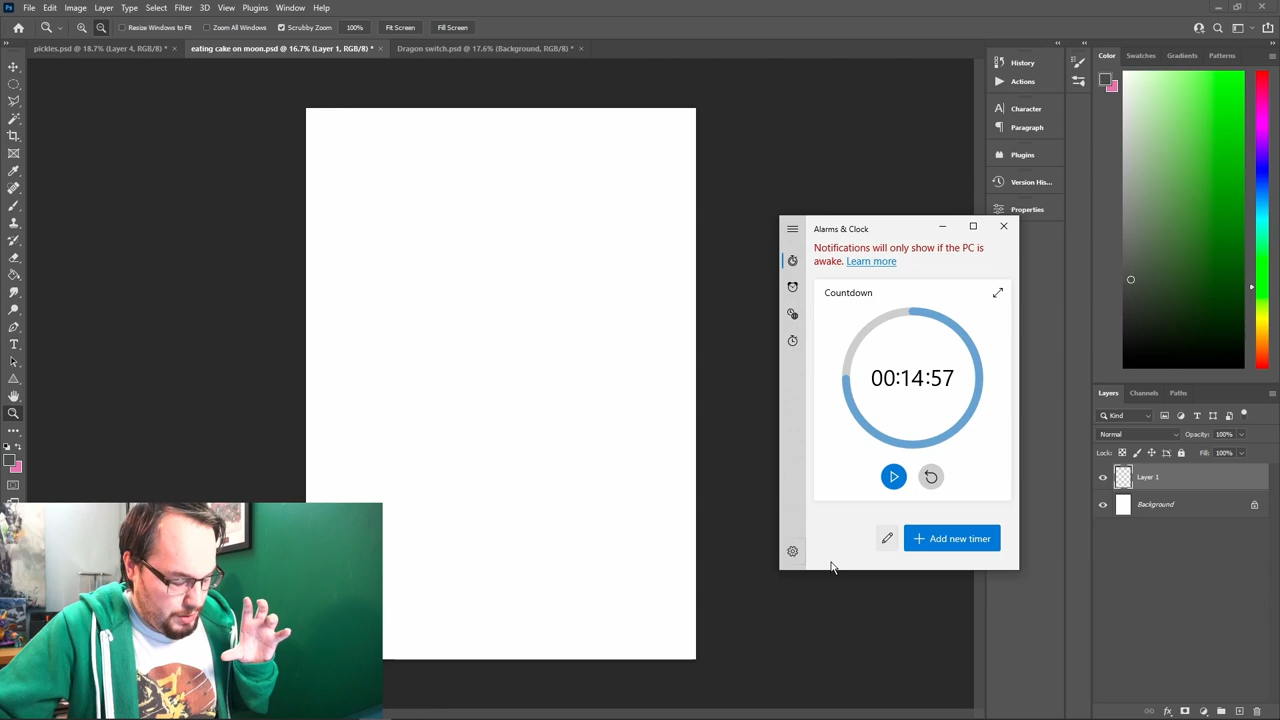 Ps File Edit Image Layer Type Select Filter 3D View Plugins Window Help
Resize Windows to Fit Zoom All Windows Scrubby Zoom 100% Fit Screen Fill Screen
pickles.psd @ 18.7% (Layer 4, RGB/8) * × eating cake on moon.psd @ 16.7% (Layer 1, RGB/8) * × Dragon switch.psd @ 17.6% (Background, RGB/8) * ×
History
Actions
Character
Paragraph
Plugins
Version His...
Properties
Color Swatches Gradients Patterns
Alarms & Clock
Notifications will only show if the PC is
awake. Learn more
Countdown
00:14:57
Add new timer
Layers Channels Paths
Kind
Normal Opacity: 100%
Lock: Fill: 100%
Layer 1
Background